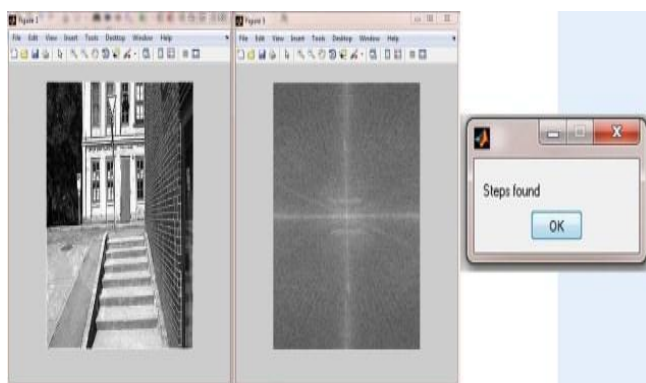 Figure 1
File Edit View Insert Tools Desktop Window Help
Figure 3
File Edit View Insert Tools Desktop Window Help
Steps found
OK